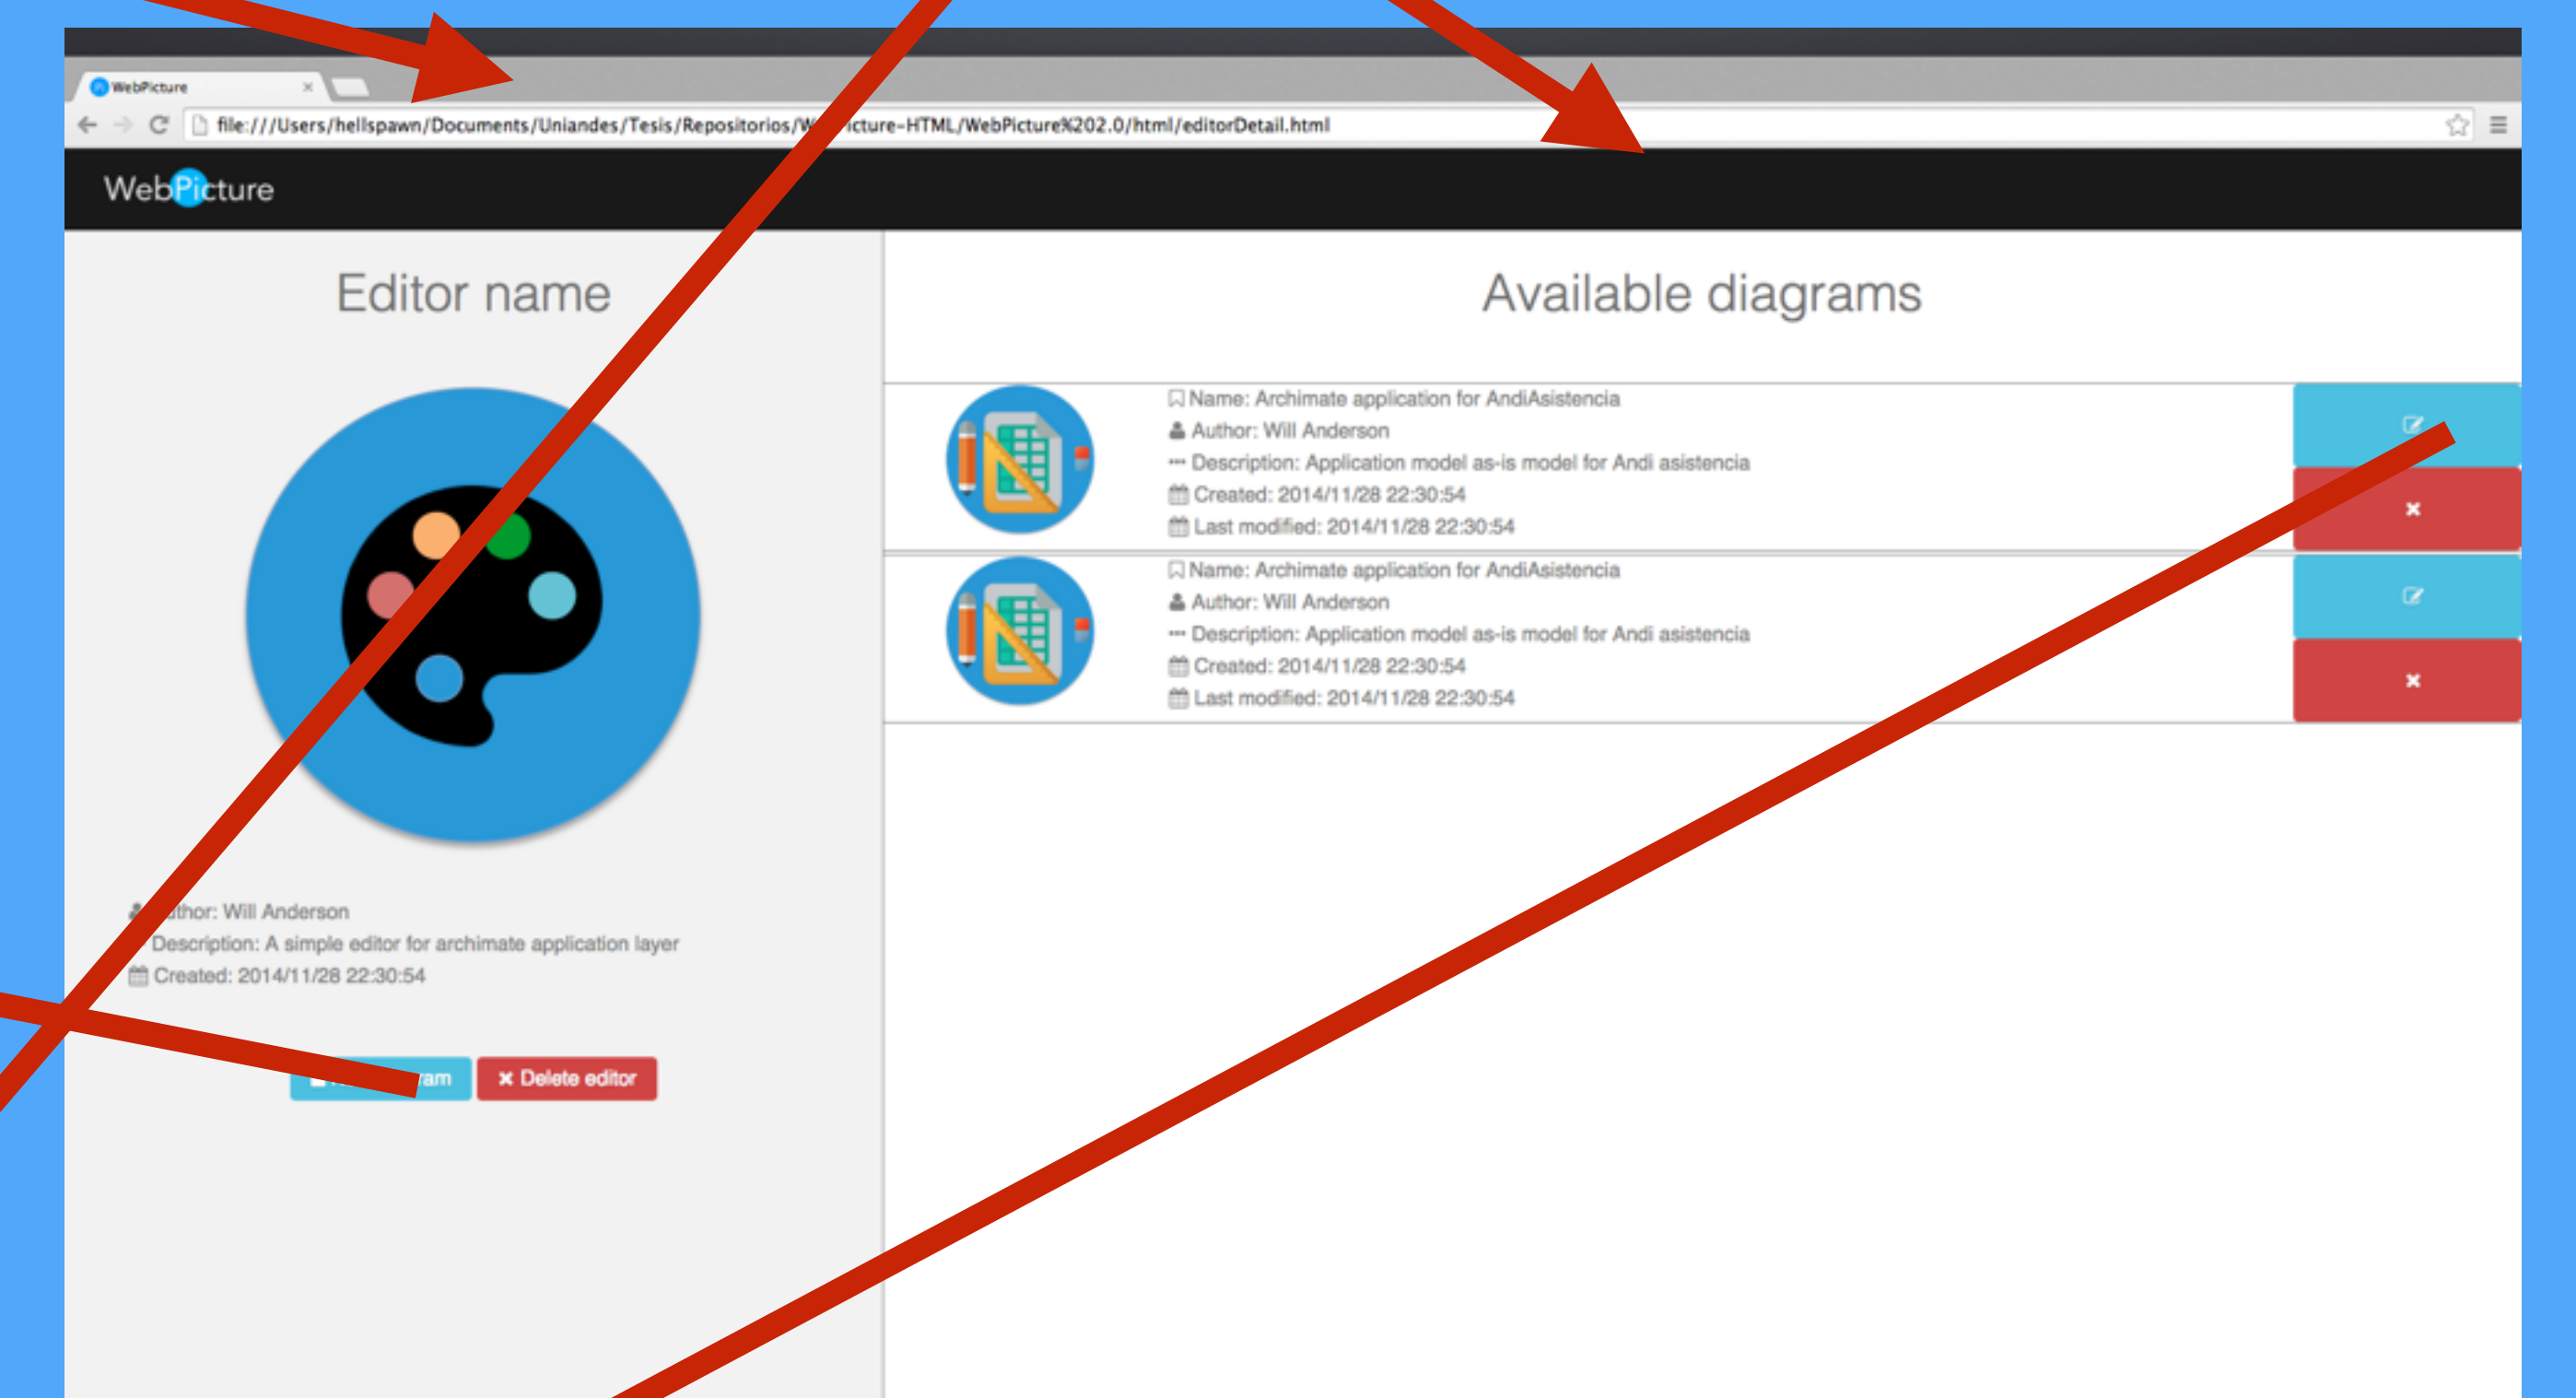 WebPicture
file:///Users/hellspawn/Documents/Uniandes/Tesis/Repositorios/W icture-HTML/WebPicture%202.0/html/editorDetail.html
WebPicture
Editor name
Author: Will Anderson
Description: A simple editor for archimate application layer
Created: 2014/11/28 22:30:54
Delete editor
Available diagrams
Name: Archimate application for AndiAsistencia
Author: Will Anderson
Description: Application model as-is model for Andi asistencia
Created: 2014/11/28 22:30:54
Last modified: 2014/11/28 22:30:54
Name: Archimate application for AndiAsistencia
Author: Will Anderson
Description: Application model as-is model for Andi asistencia
Created: 2014/11/28 22:30:54
Last modified: 2014/11/28 22:30:54